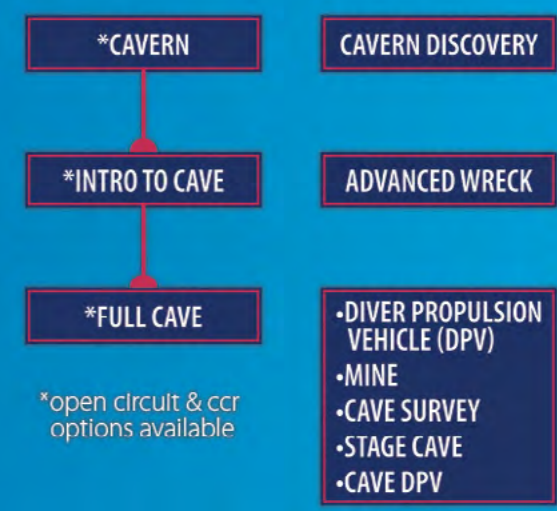 *CAVERN
CAVERN DISCOVERY
*INTRO TO CAVE
ADVANCED WRECK
*FULL CAVE
*open circuit & ccr
options available
•DIVER PROPULSION
VEHICLE (DPV)
•MINE
•CAVE SURVEY
•STAGE CAVE
•CAVE DPV